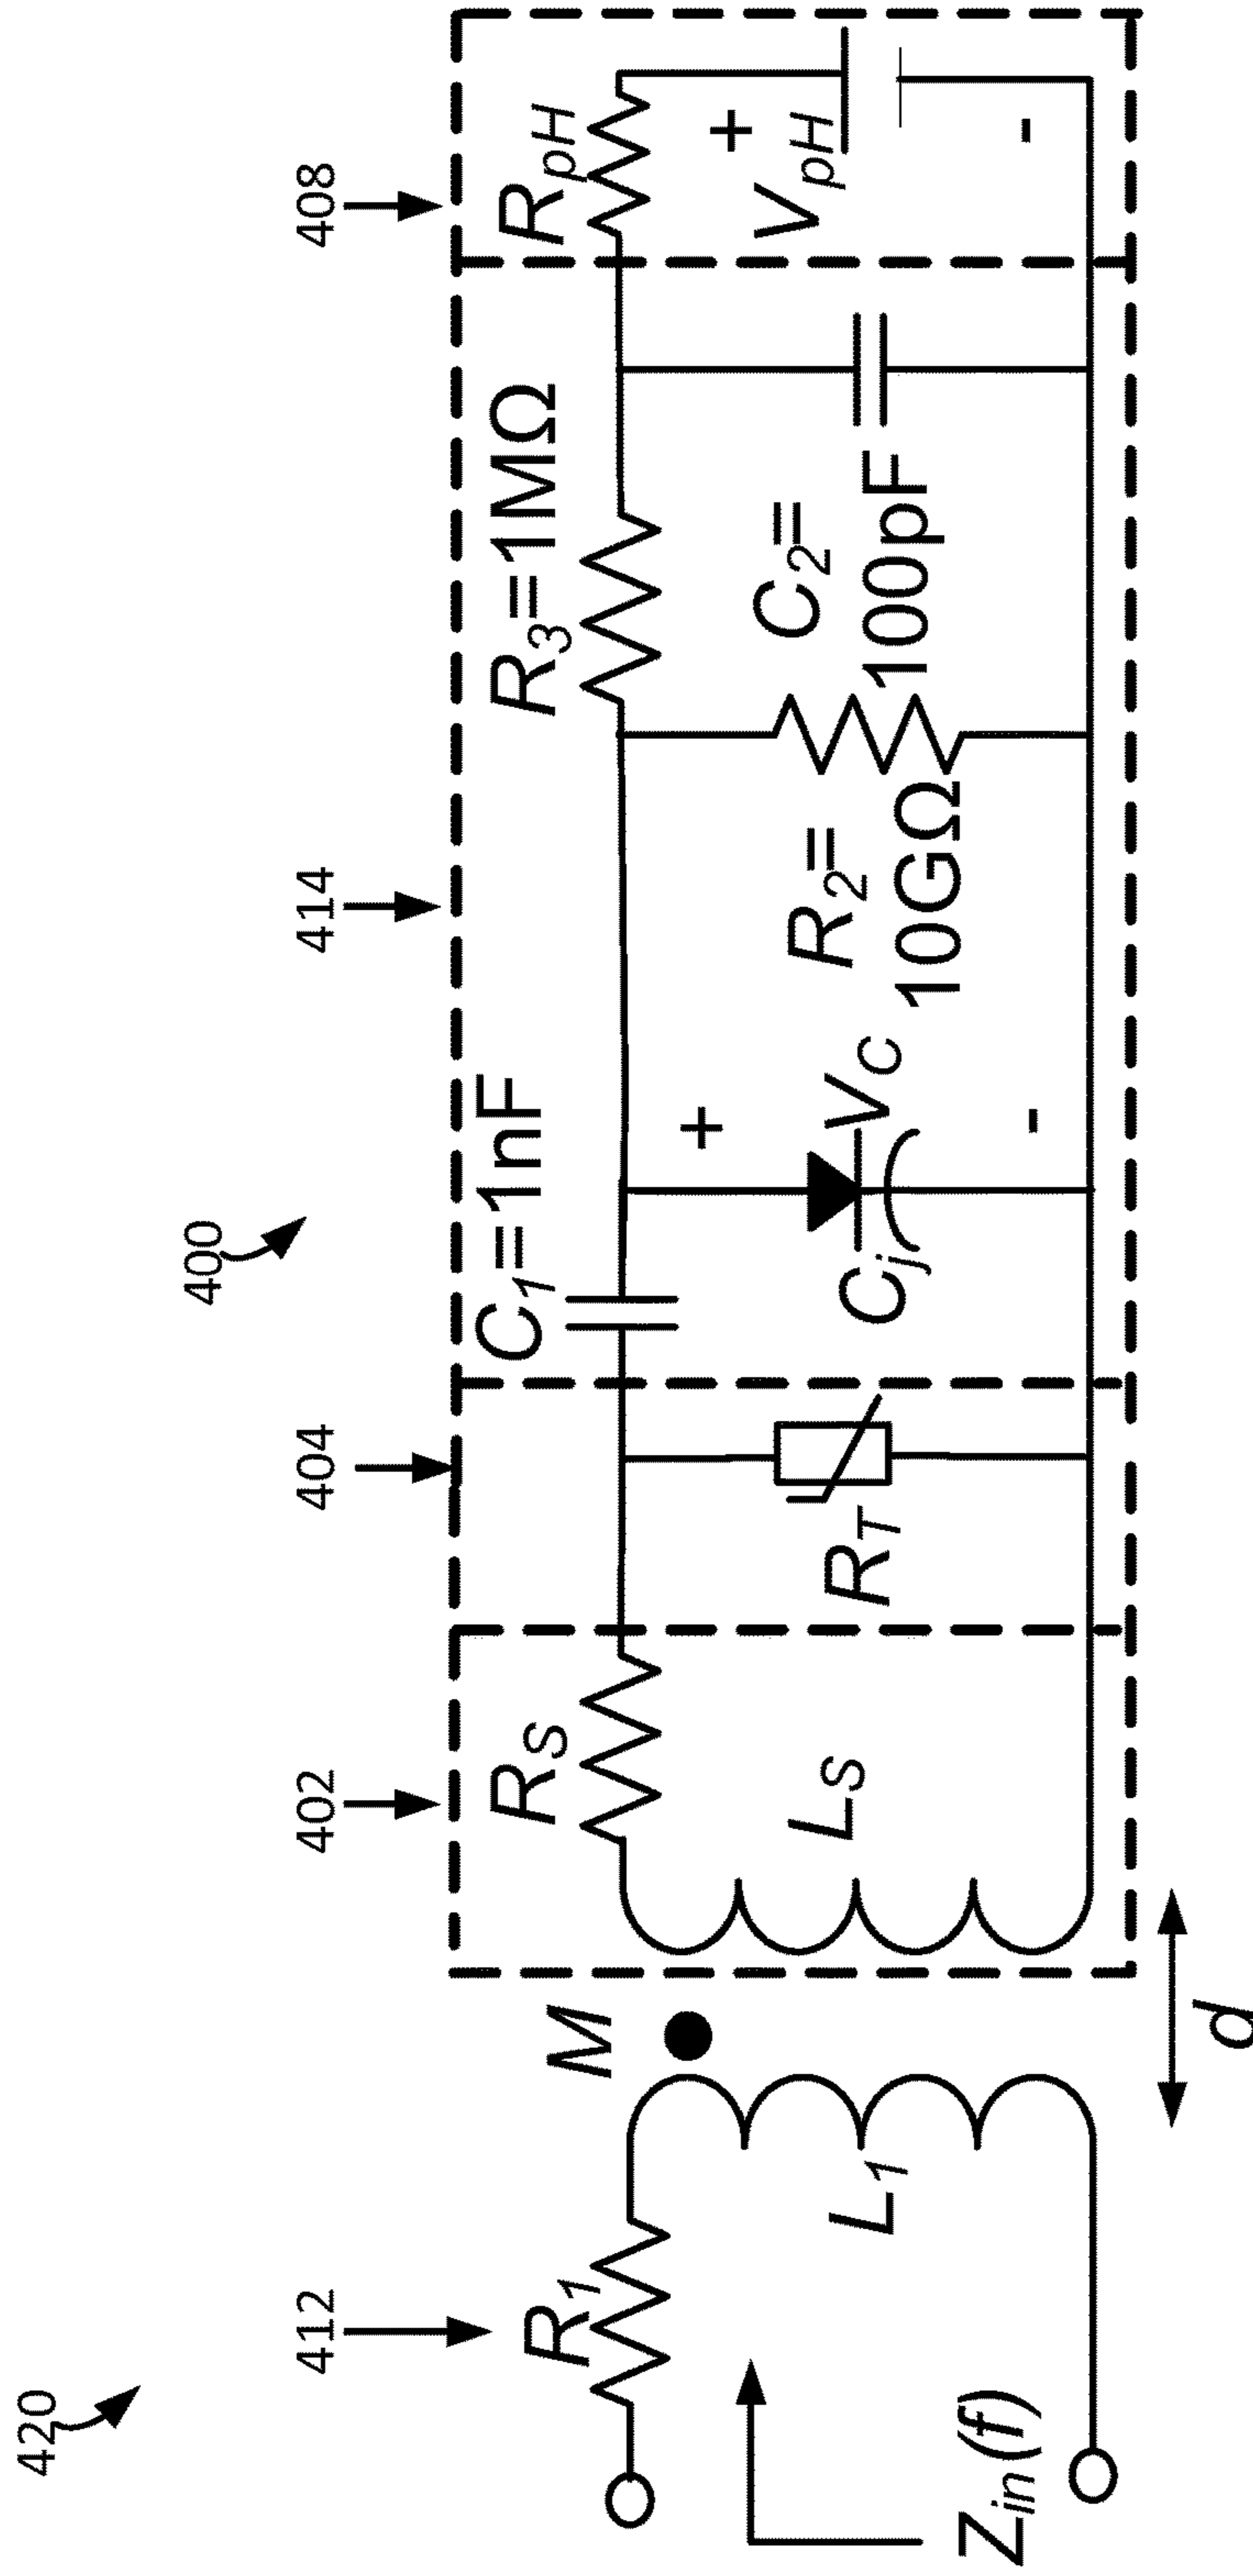 420
400
412
402
404
414
408
R1
M
RS
C1=1nF
R3=1MΩ
RpH
+
+
L1
LS
RT
Cj
VC
R2=
10GΩ
C2=
100pF
VpH
-
-
Zin(f)
d